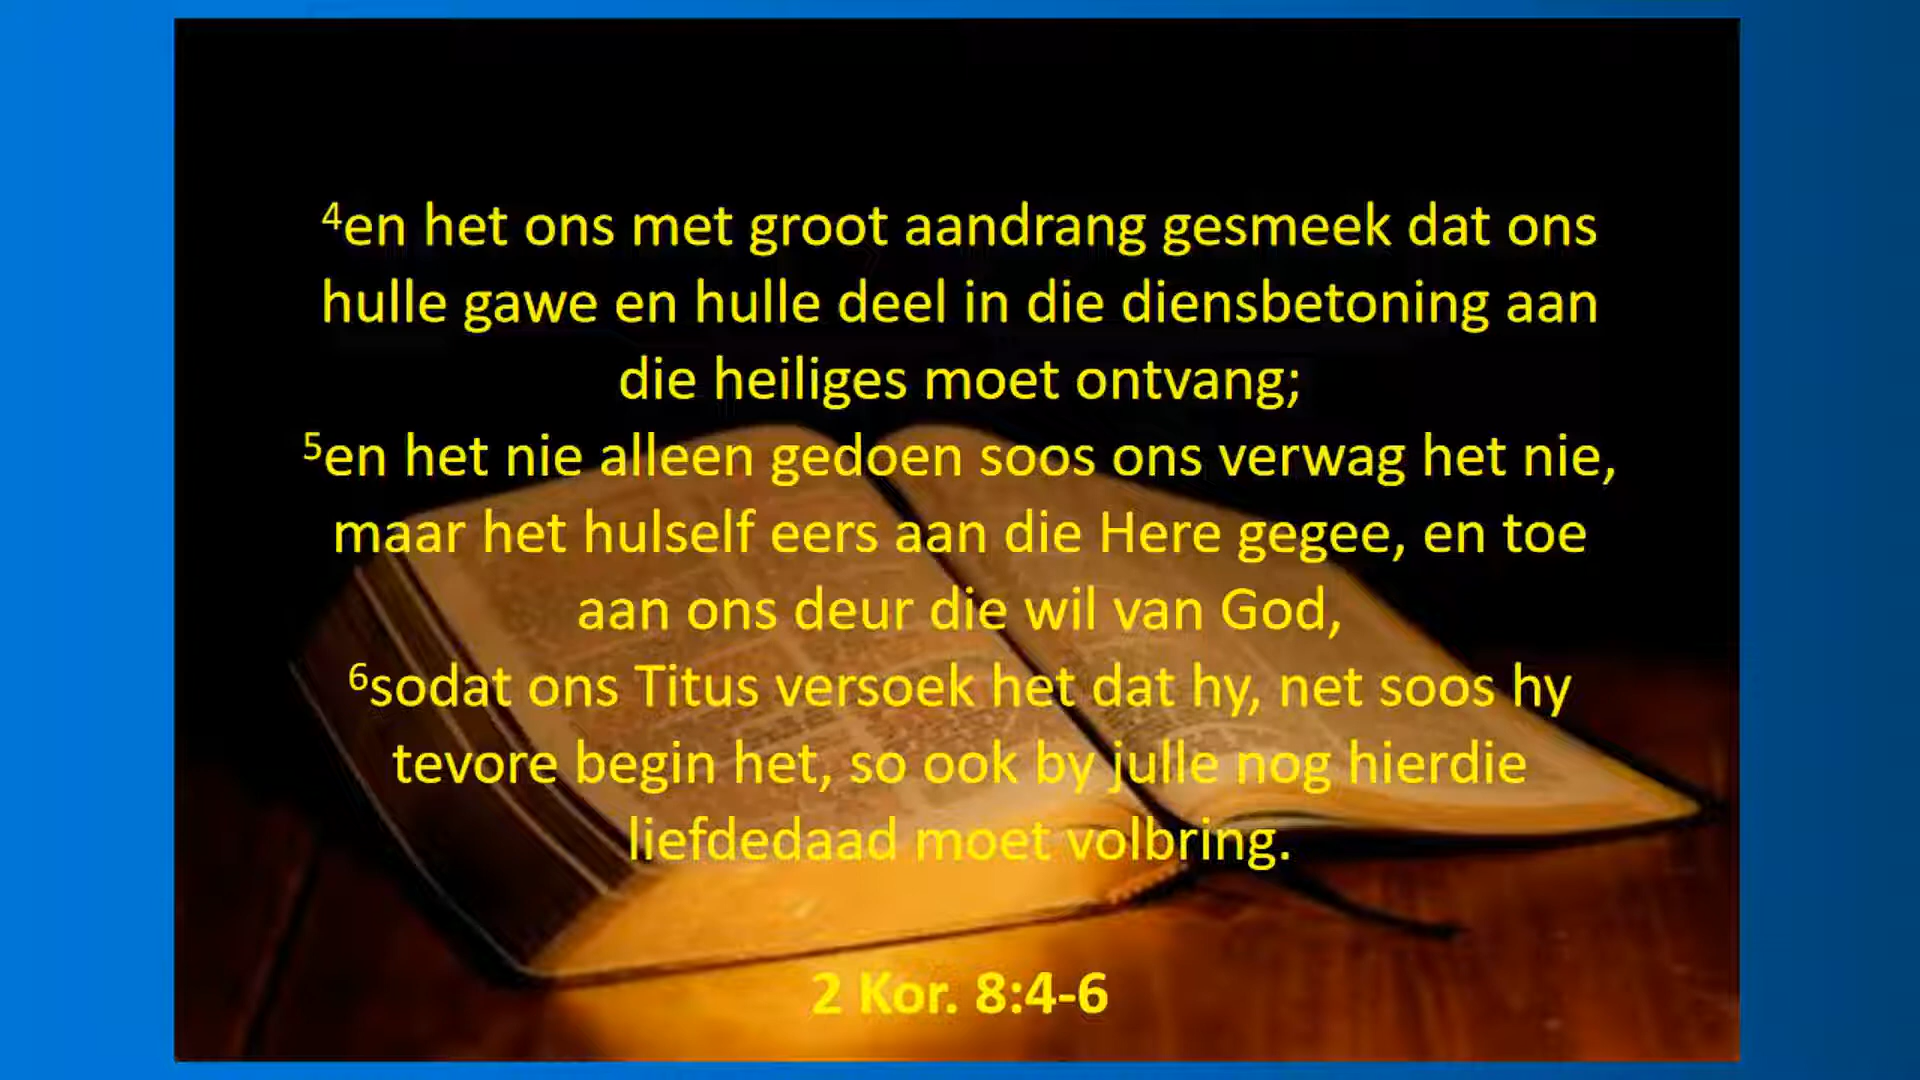 ⁴en het ons met groot aandrang gesmeek dat ons
hulle gawe en hulle deel in die diensbetoning aan
die heiliges moet ontvang;
⁵en het nie alleen gedoen soos ons verwag het nie,
maar het hulself eers aan die Here gegee, en toe
aan ons deur die wil van God,
⁶sodat ons Titus versoek het dat hy, net soos hy
tevore begin het, so ook by julle nog hierdie
liefdedaad moet volbring.
2 Kor. 8:4-6